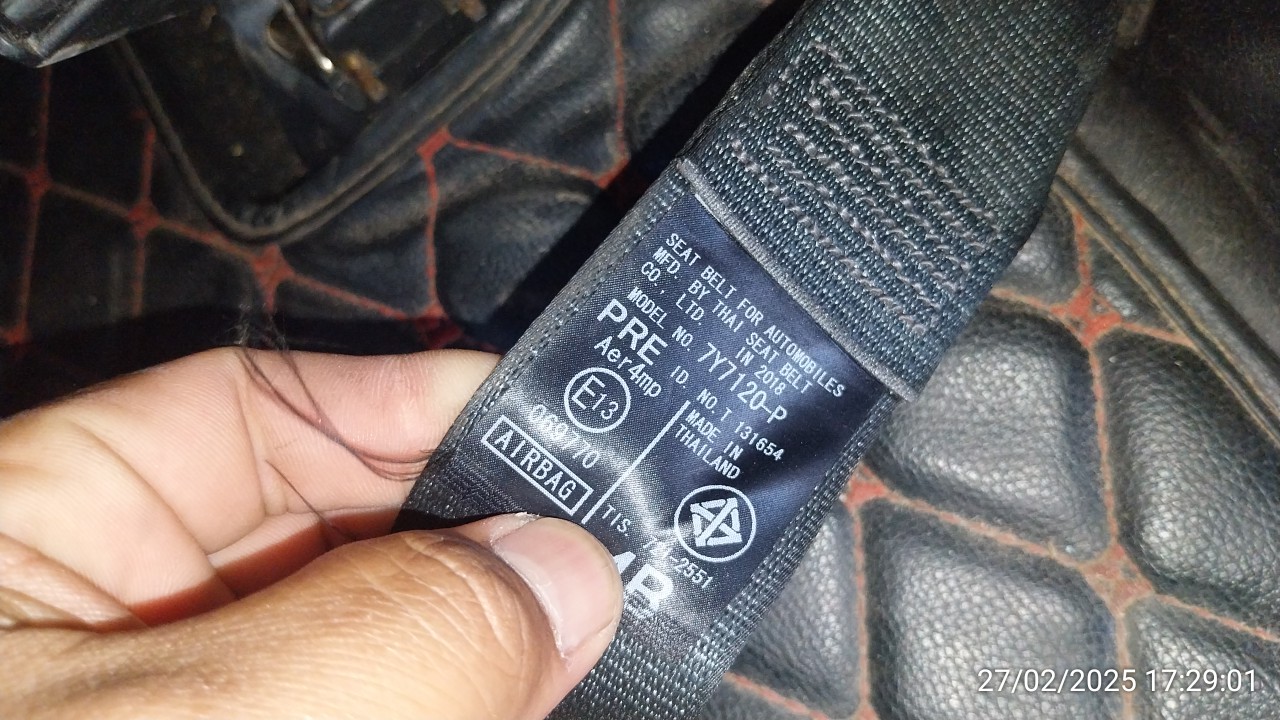 SEAT BELT FOR AUTOMOBILES
MFD. BY THAI SEAT BELT
CO., LTD IN 2018
MODEL NO. 7Y7120-P
PRE ID. NO. T 131654
Aer4mp
E13
AIRBAG
MADE IN
THAILAND
TIS.
-2551
27/02/2025 17:29:01